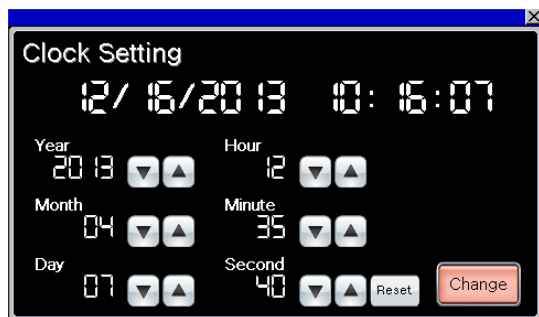 Clock Setting
12/16/2013 10:16:07
Year Hour
2013 12
Month Minute
04 35
Day Second
07 40 Reset Change